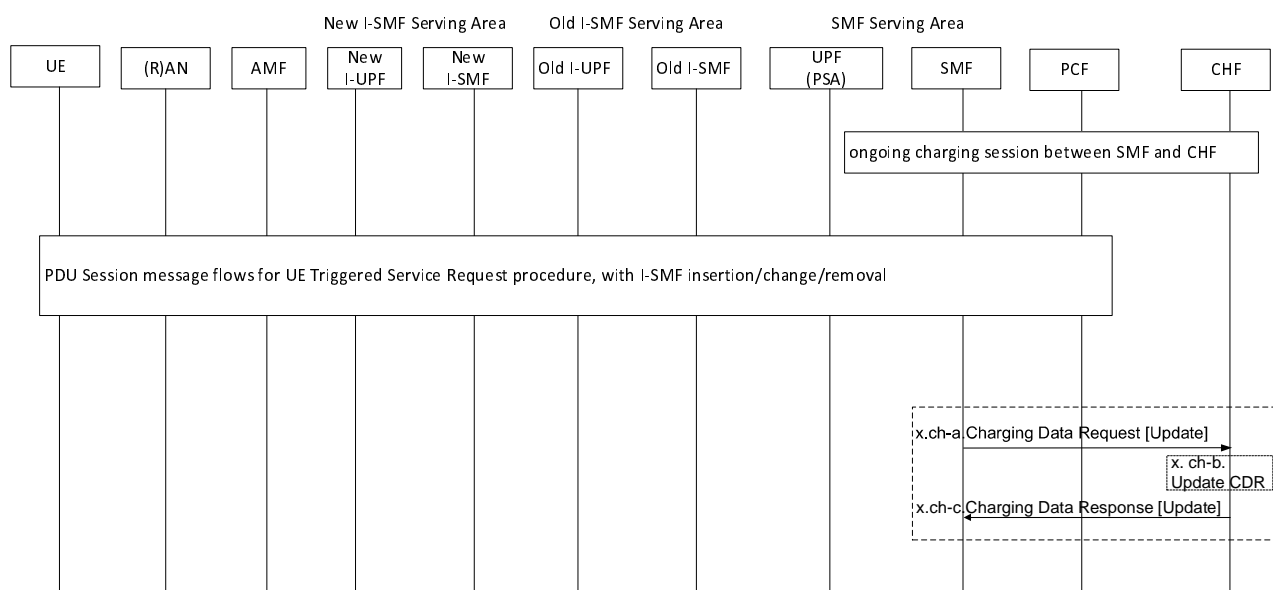 New I-SMF Serving Area
Old I-SMF Serving Area
SMF Serving Area
UE
(R)AN
AMF
New
I-UPF
New
I-SMF
Old I-UPF
Old I-SMF
UPF
(PSA)
SMF
PCF
CHF
ongoing charging session between SMF and CHF
PDU Session message flows for UE Triggered Service Request procedure, with I-SMF insertion/change/removal
x.ch-a.Charging Data Request [Update]
x. ch-b.
Update CDR
x.ch-c.Charging Data Response [Update]